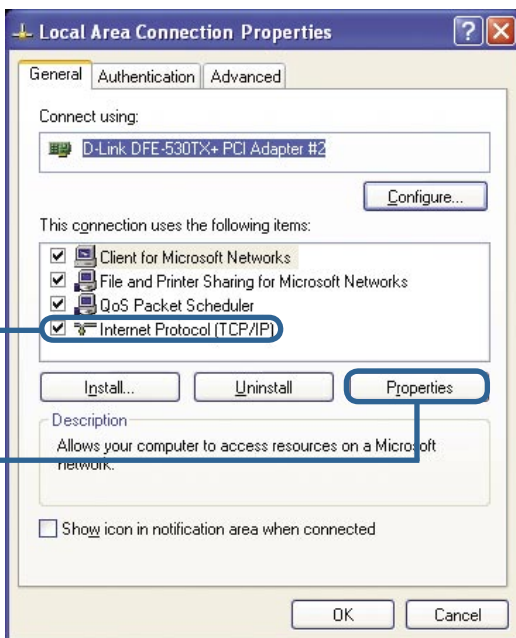 Local Area Connection Properties
General
Authentication
Advanced
Connect using:
D-Link DFE-530TX+ PCI Adapter #2
Configure...
This connection uses the following items:
Client for Microsoft Networks
File and Printer Sharing for Microsoft Networks
QoS Packet Scheduler
Internet Protocol (TCP/IP)
Install...
Uninstall
Properties
Description
Allows your computer to access resources on a Microsoft
network.
Show icon in notification area when connected
OK
Cancel